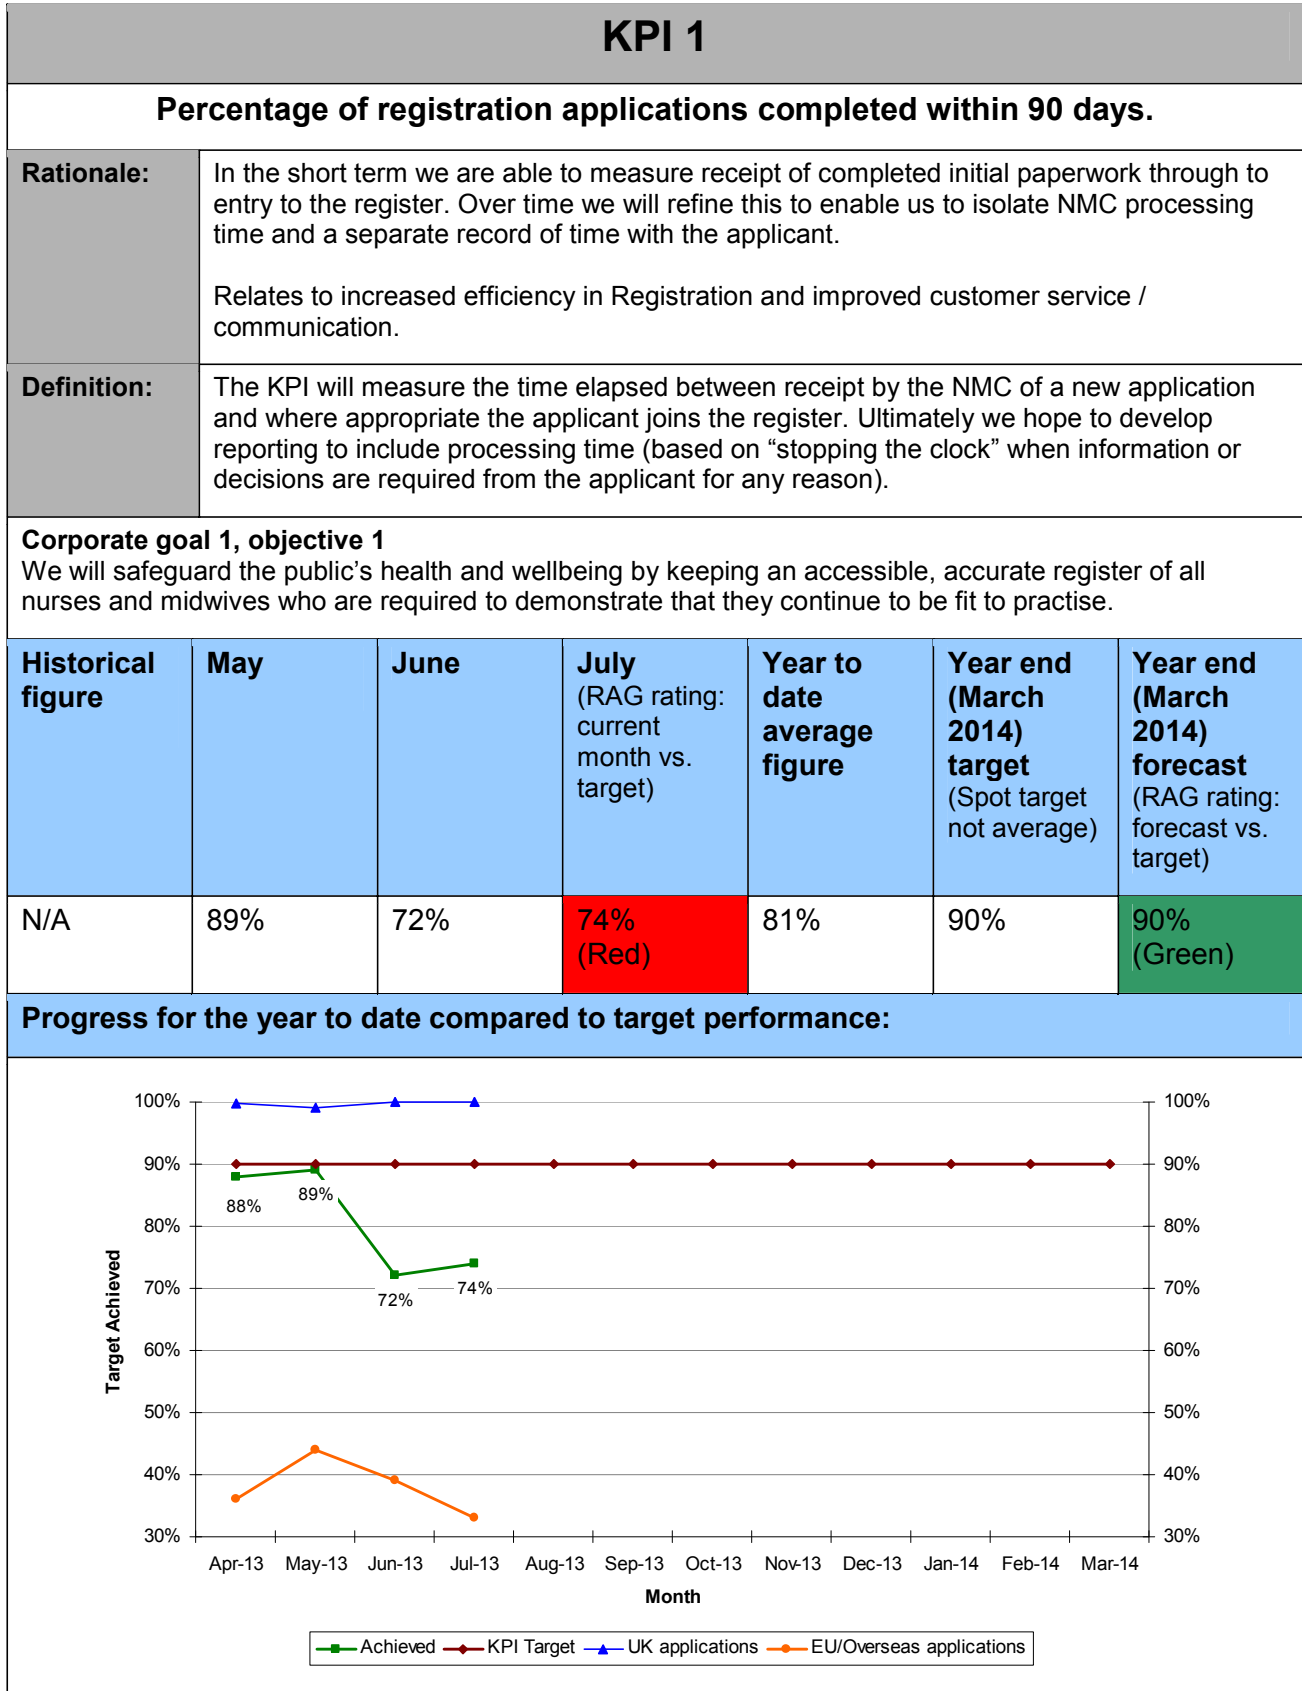 KPI 1
Percentage of registration applications completed within 90 days.
Rationale:
In the short term we are able to measure receipt of completed initial paperwork through to
entry to the register. Over time we will refine this to enable us to isolate NMC processing
time and a separate record of time with the applicant.
Relates to increased efficiency in Registration and improved customer service /
communication.
Definition:
The KPI will measure the time elapsed between receipt by the NMC of a new application
and where appropriate the applicant joins the register. Ultimately we hope to develop
reporting to include processing time (based on “stopping the clock” when information or
decisions are required from the applicant for any reason).
Corporate goal 1, objective 1
We will safeguard the public’s health and wellbeing by keeping an accessible, accurate register of all
nurses and midwives who are required to demonstrate that they continue to be fit to practise.
Historical
figure
May
June
July
(RAG rating:
current
month vs.
target)
Year to
date
average
figure
Year end
(March
2014)
target
(Spot target
not average)
Year end
(March
2014)
forecast
(RAG rating:
forecast vs.
target)
N/A
89%
72%
74%
(Red)
81%
90%
90%
(Green)
Progress for the year to date compared to target performance:
100%
90%
80%
70%
60%
50%
40%
30%
Target Achieved
88%
89%
72%
74%
100%
90%
80%
70%
60%
50%
40%
30%
Apr-13 May-13 Jun-13 Jul-13 Aug-13 Sep-13 Oct-13 Nov-13 Dec-13 Jan-14 Feb-14 Mar-14
Month
Achieved KPI Target UK applications EU/Overseas applications